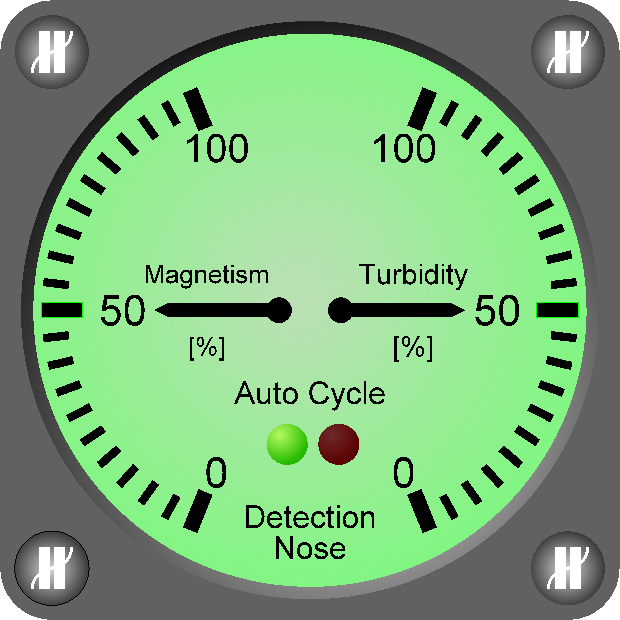 100 100
Magnetism Turbidity
50 50
[%] [%]
Auto Cycle
0 0
Detection
Nose